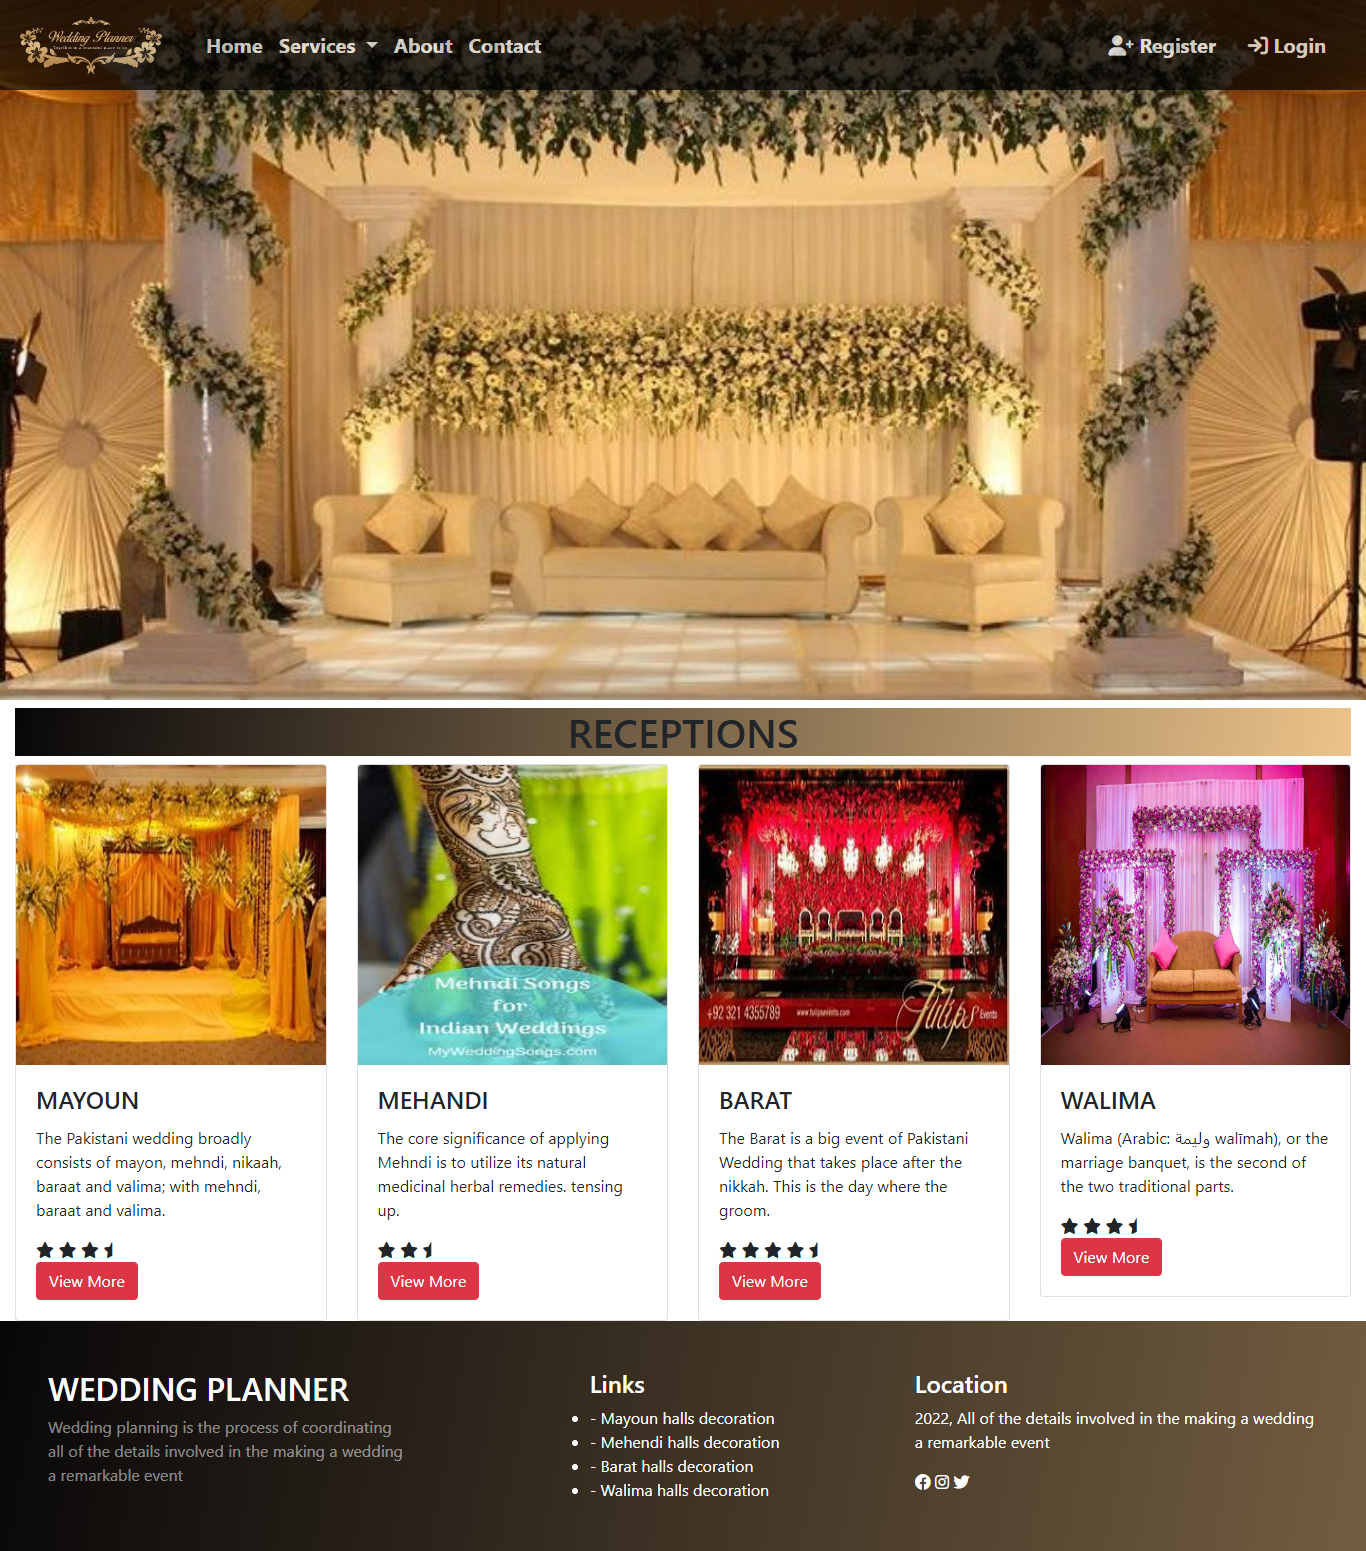 Wedding Planner
Home Services About Contact
Register Login
RECEPTIONS
Mehndi Songs
for
Indian Weddings
MyWeddingSongs.com
+92 321 4355789 www.tulipsevents.com Tulips Events
MAYOUN
The Pakistani wedding broadly
consists of mayon, mehndi, nikaah,
baraat and valima; with mehndi,
baraat and valima.
View More
MEHANDI
The core significance of applying
Mehndi is to utilize its natural
medicinal herbal remedies. tensing
up.
View More
BARAT
The Barat is a big event of Pakistani
Wedding that takes place after the
nikkah. This is the day where the
groom.
View More
WALIMA
Walima (Arabic: وليمة walīmah), or the
marriage banquet, is the second of
the two traditional parts.
View More
WEDDING PLANNER
Wedding planning is the process of coordinating
all of the details involved in the making a wedding
a remarkable event
Links
- Mayoun halls decoration
- Mehendi halls decoration
- Barat halls decoration
- Walima halls decoration
Location
2022, All of the details involved in the making a wedding
a remarkable event